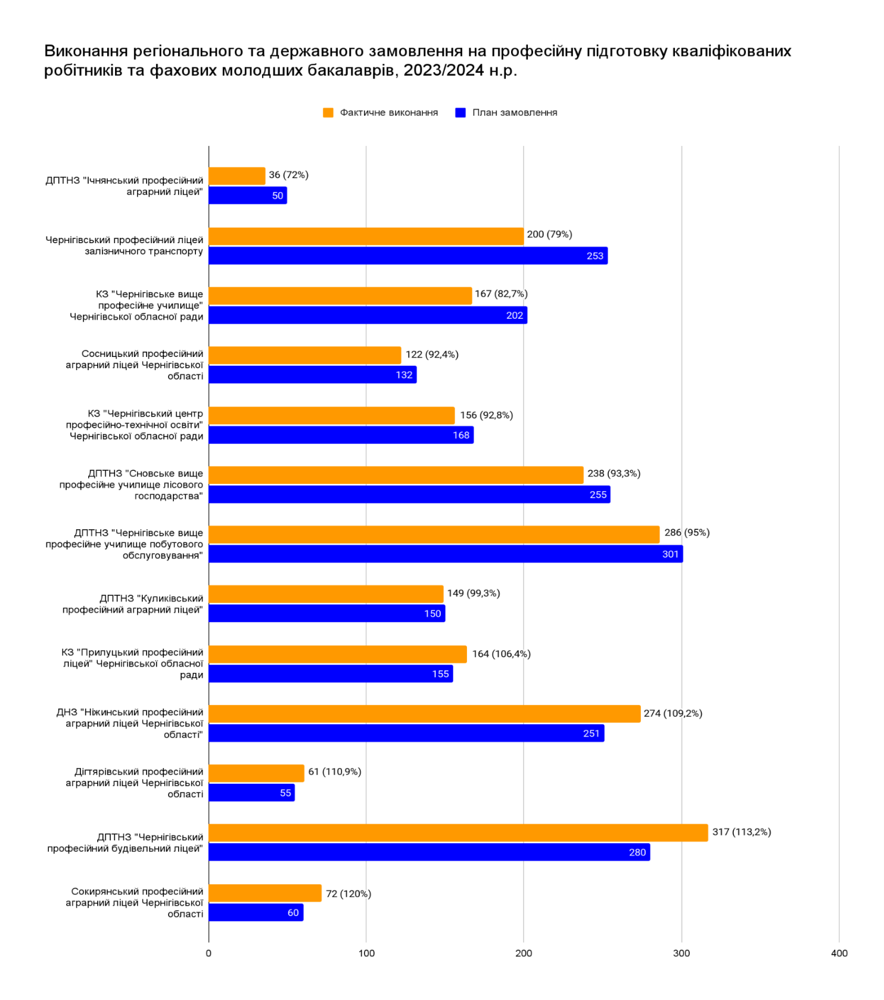 Виконання регіонального та державного замовлення на професійну підготовку кваліфікованих
робітників та фахових молодших бакалаврів, 2023/2024 н.р.
Фактичне виконання
План замовлення
ДПТНЗ "Ічнянський професійний
аграрний ліцей"
36 (72%)
50
Чернігівський професійний ліцей
залізничного транспорту
200 (79%)
253
КЗ "Чернігівське вище
професійне училище"
Чернігівської обласної ради
167 (82,7%)
202
Сосницький професійний
аграрний ліцей Чернігівської
області
122 (92,4%)
132
КЗ "Чернігівський центр
професійно-технічної освіти"
Чернігівської обласної ради
156 (92,8%)
168
ДПТНЗ "Сновське вище
професійне училище лісового
господарства"
238 (93,3%)
255
ДПТНЗ "Чернігівське вище
професійне училище побутового
обслуговування"
286 (95%)
301
ДПТНЗ "Куликівський
професійний аграрний ліцей"
149 (99,3%)
150
КЗ "Прилуцький професійний
ліцей" Чернігівської обласної
ради
164 (106,4%)
155
ДНЗ "Ніжинський професійний
аграрний ліцей Чернігівської
області"
274 (109,2%)
251
Дігтярівський професійний
аграрний ліцей Чернігівської
області
61 (110,9%)
55
ДПТНЗ "Чернігівський
професійний будівельний ліцей"
317 (113,2%)
280
Сокирянський професійний
аграрний ліцей Чернігівської
області
72 (120%)
60
0
100
200
300
400